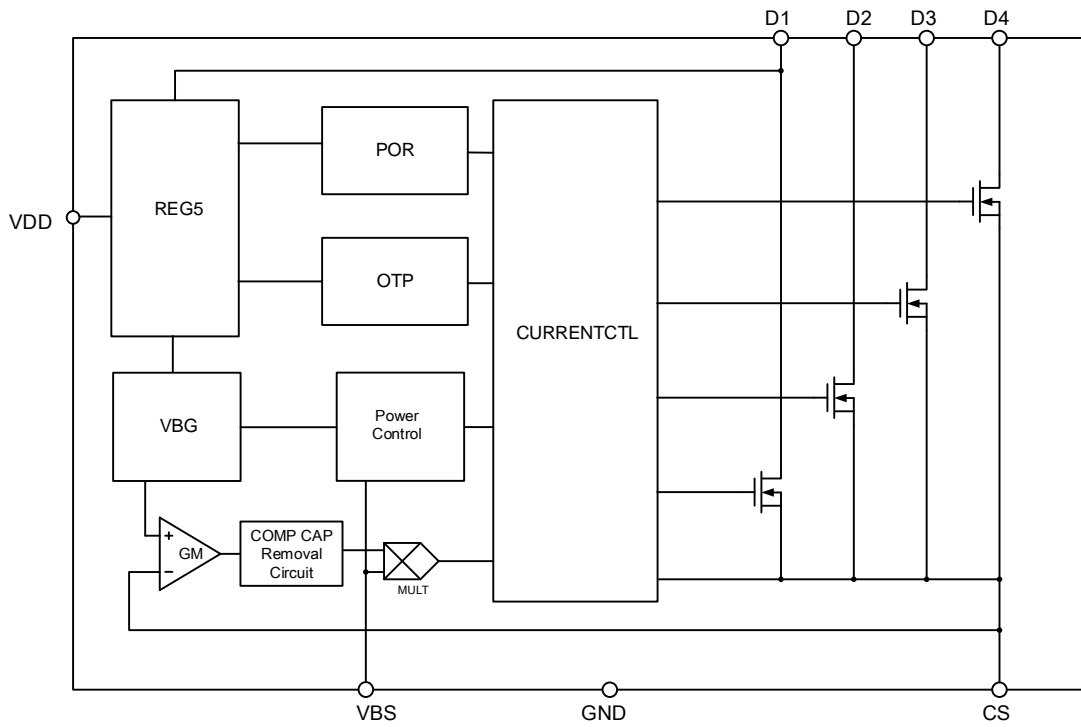 D1 D2 D3 D4
POR
REG5
VDD
OTP
CURRENTCTL
VBG
Power
Control
+
GM
−
COMP CAP
Removal
Circuit
MULT
VBS
GND
CS